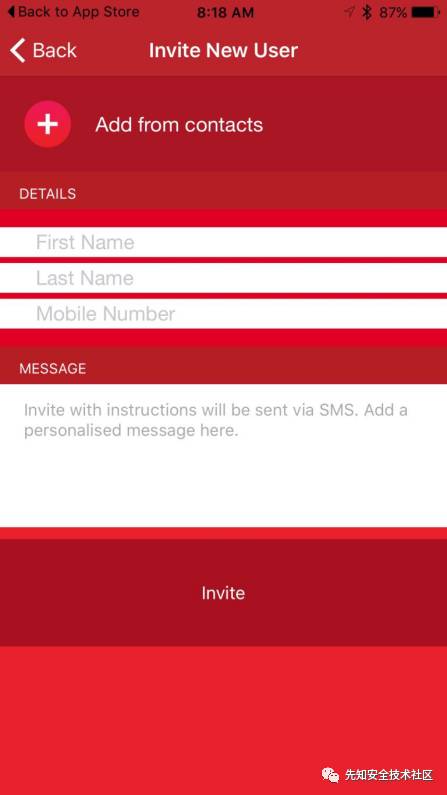 Back to App Store 8:18 AM 87%
Back Invite New User
Add from contacts
DETAILS
First Name
Last Name
Mobile Number
MESSAGE
Invite with instructions will be sent via SMS. Add a
personalised message here.
Invite
先知安全技术社区